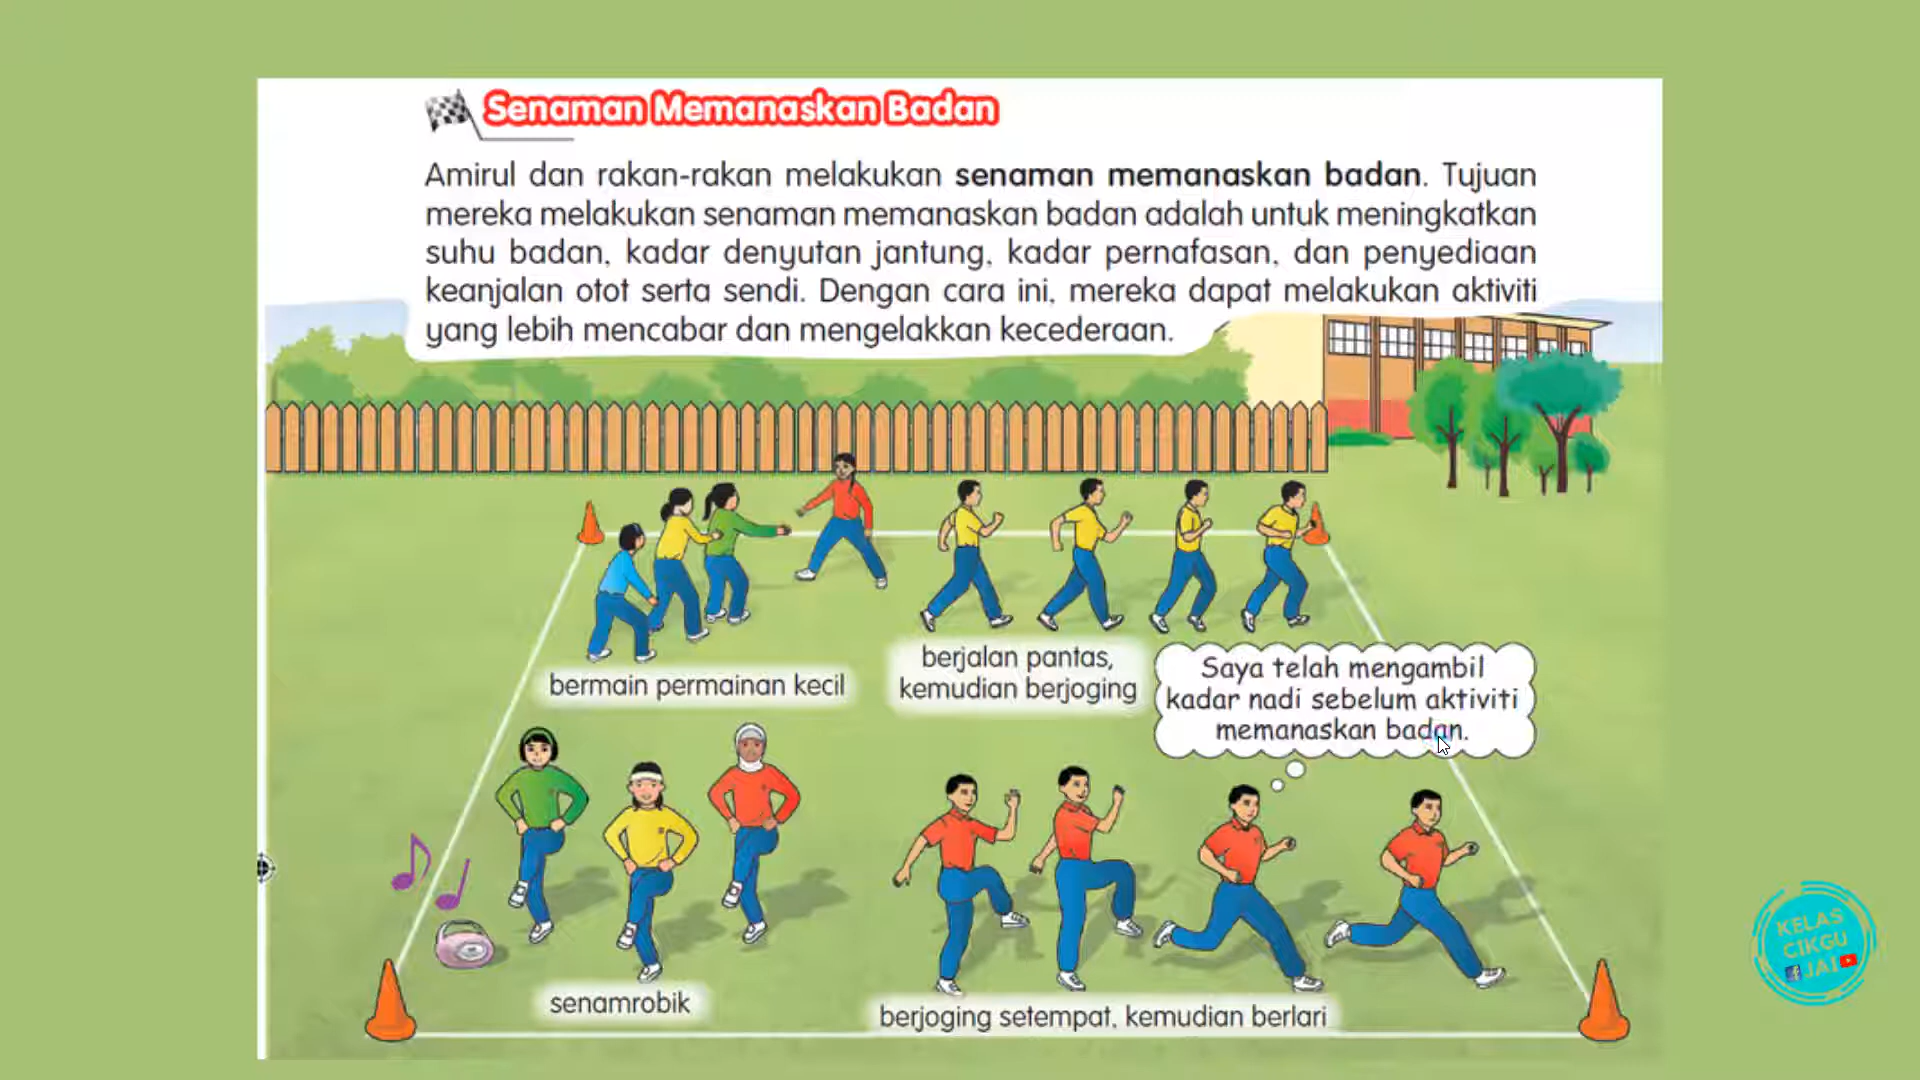 Senaman Memanaskan Badan
Amirul dan rakan-rakan melakukan senaman memanaskan badan. Tujuan
mereka melakukan senaman memanaskan badan adalah untuk meningkatkan
suhu badan, kadar denyutan jantung, kadar pernafasan, dan penyediaan
keanjalan otot serta sendi. Dengan cara ini, mereka dapat melakukan aktiviti
yang lebih mencabar dan mengelakkan kecederaan.
bermain permainan kecil
berjalan pantas,
kemudian berjoging
Saya telah mengambil
kadar nadi sebelum aktiviti
memanaskan badan.
senamrobik
berjoging setempat, kemudian berlari
KELAS
CIKGU
JAI